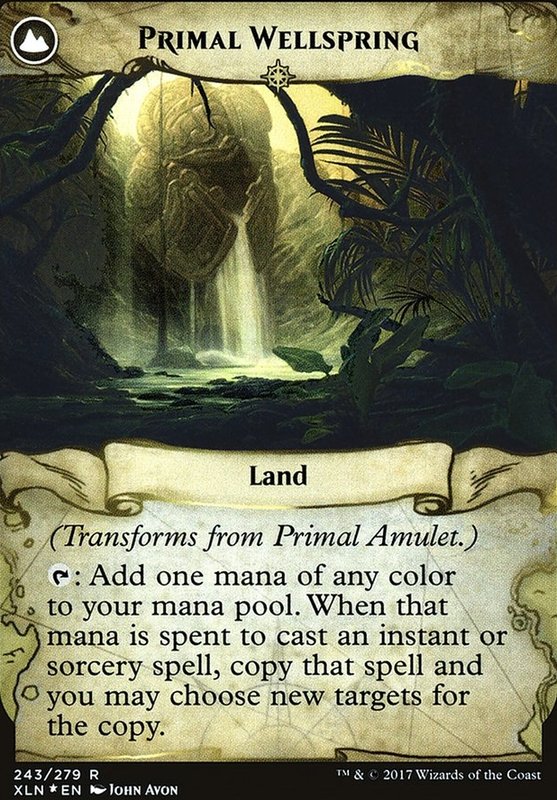 Primal Wellspring
Land
(Transforms from Primal Amulet.)
: Add one mana of any color
to your mana pool. When that
mana is spent to cast an instant or
sorcery spell, copy that spell and
you may choose new targets for
the copy.
243/279 R
XLN ★ EN John Avon
™ & © 2017 Wizards of the Coast